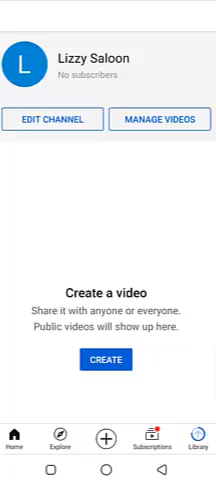 L
Lizzy Saloon
No subscribers
EDIT CHANNEL
MANAGE VIDEOS
Create a video
Share it with anyone or everyone.
Public videos will show up here.
CREATE
Home
Explore
Subscriptions
Library